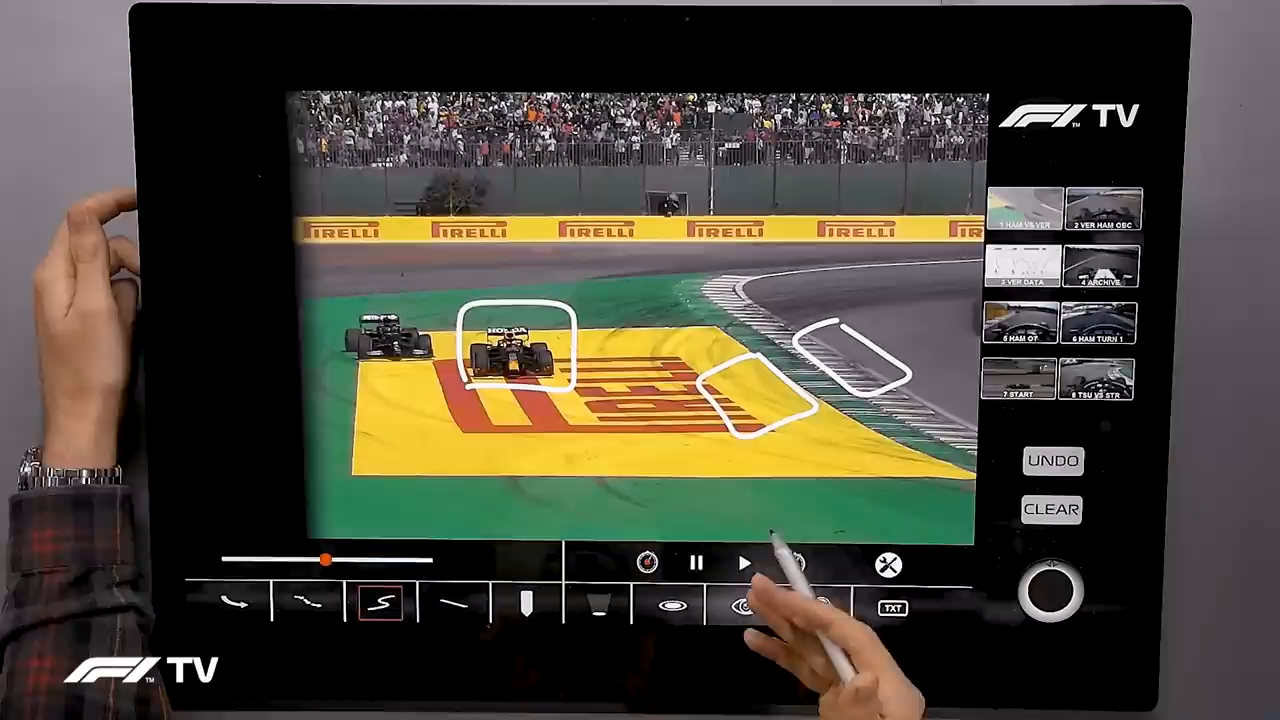 F1 TV
PIRELLI PIRELLI PIRELLI PIRELLI PIRELLI PIR
HONDA
1 HAM VS VER
2 VER HAM OBC
3 VER DATA
4 ARCHIVE
5 HAM OT
6 HAM TURN 1
7 START
8 TSU VS STR
UNDO
CLEAR
TXT
F1 TV